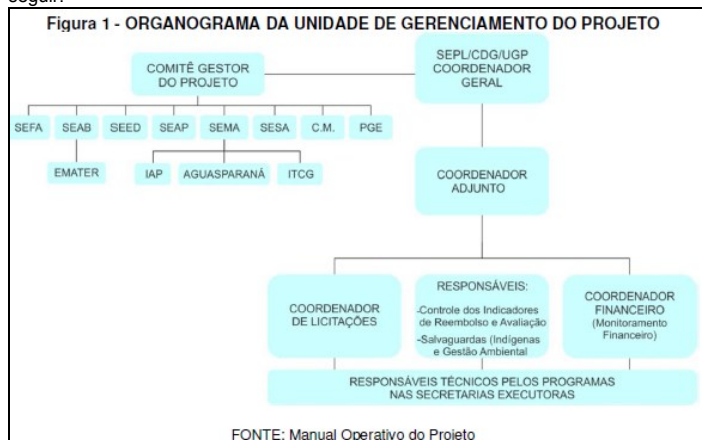 seguir:
Figura 1 - ORGANOGRAMA DA UNIDADE DE GERENCIAMENTO DO PROJETO
COMITÊ GESTOR
DO PROJETO
SEPL/CDG/UGP
COORDENADOR
GERAL
SEFA SEAB SEED SEAP SEMA SESA C.M. PGE
EMATER IAP AGUASPARANÁ ITCG
COORDENADOR
ADJUNTO
COORDENADOR
DE LICITAÇÕES
RESPONSÁVEIS:
-Controle dos Indicadores
de Reembolso e Avaliação
-Salvaguardas (Indígenas
e Gestão Ambiental
COORDENADOR
FINANCEIRO
(Monitoramento
Financeiro)
RESPONSÁVEIS TÉCNICOS PELOS PROGRAMAS
NAS SECRETARIAS EXECUTORAS
FONTE: Manual Operativo do Projeto